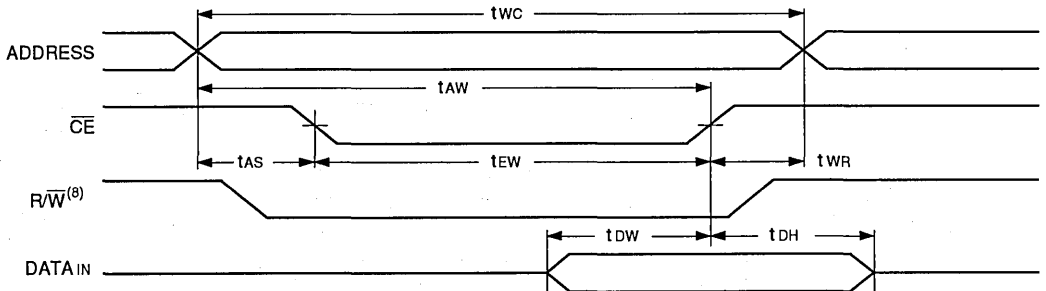 tWC
ADDRESS
tAW
CE
tAS
tEW
tWR
R/W(8)
tDW
tDH
DATA IN